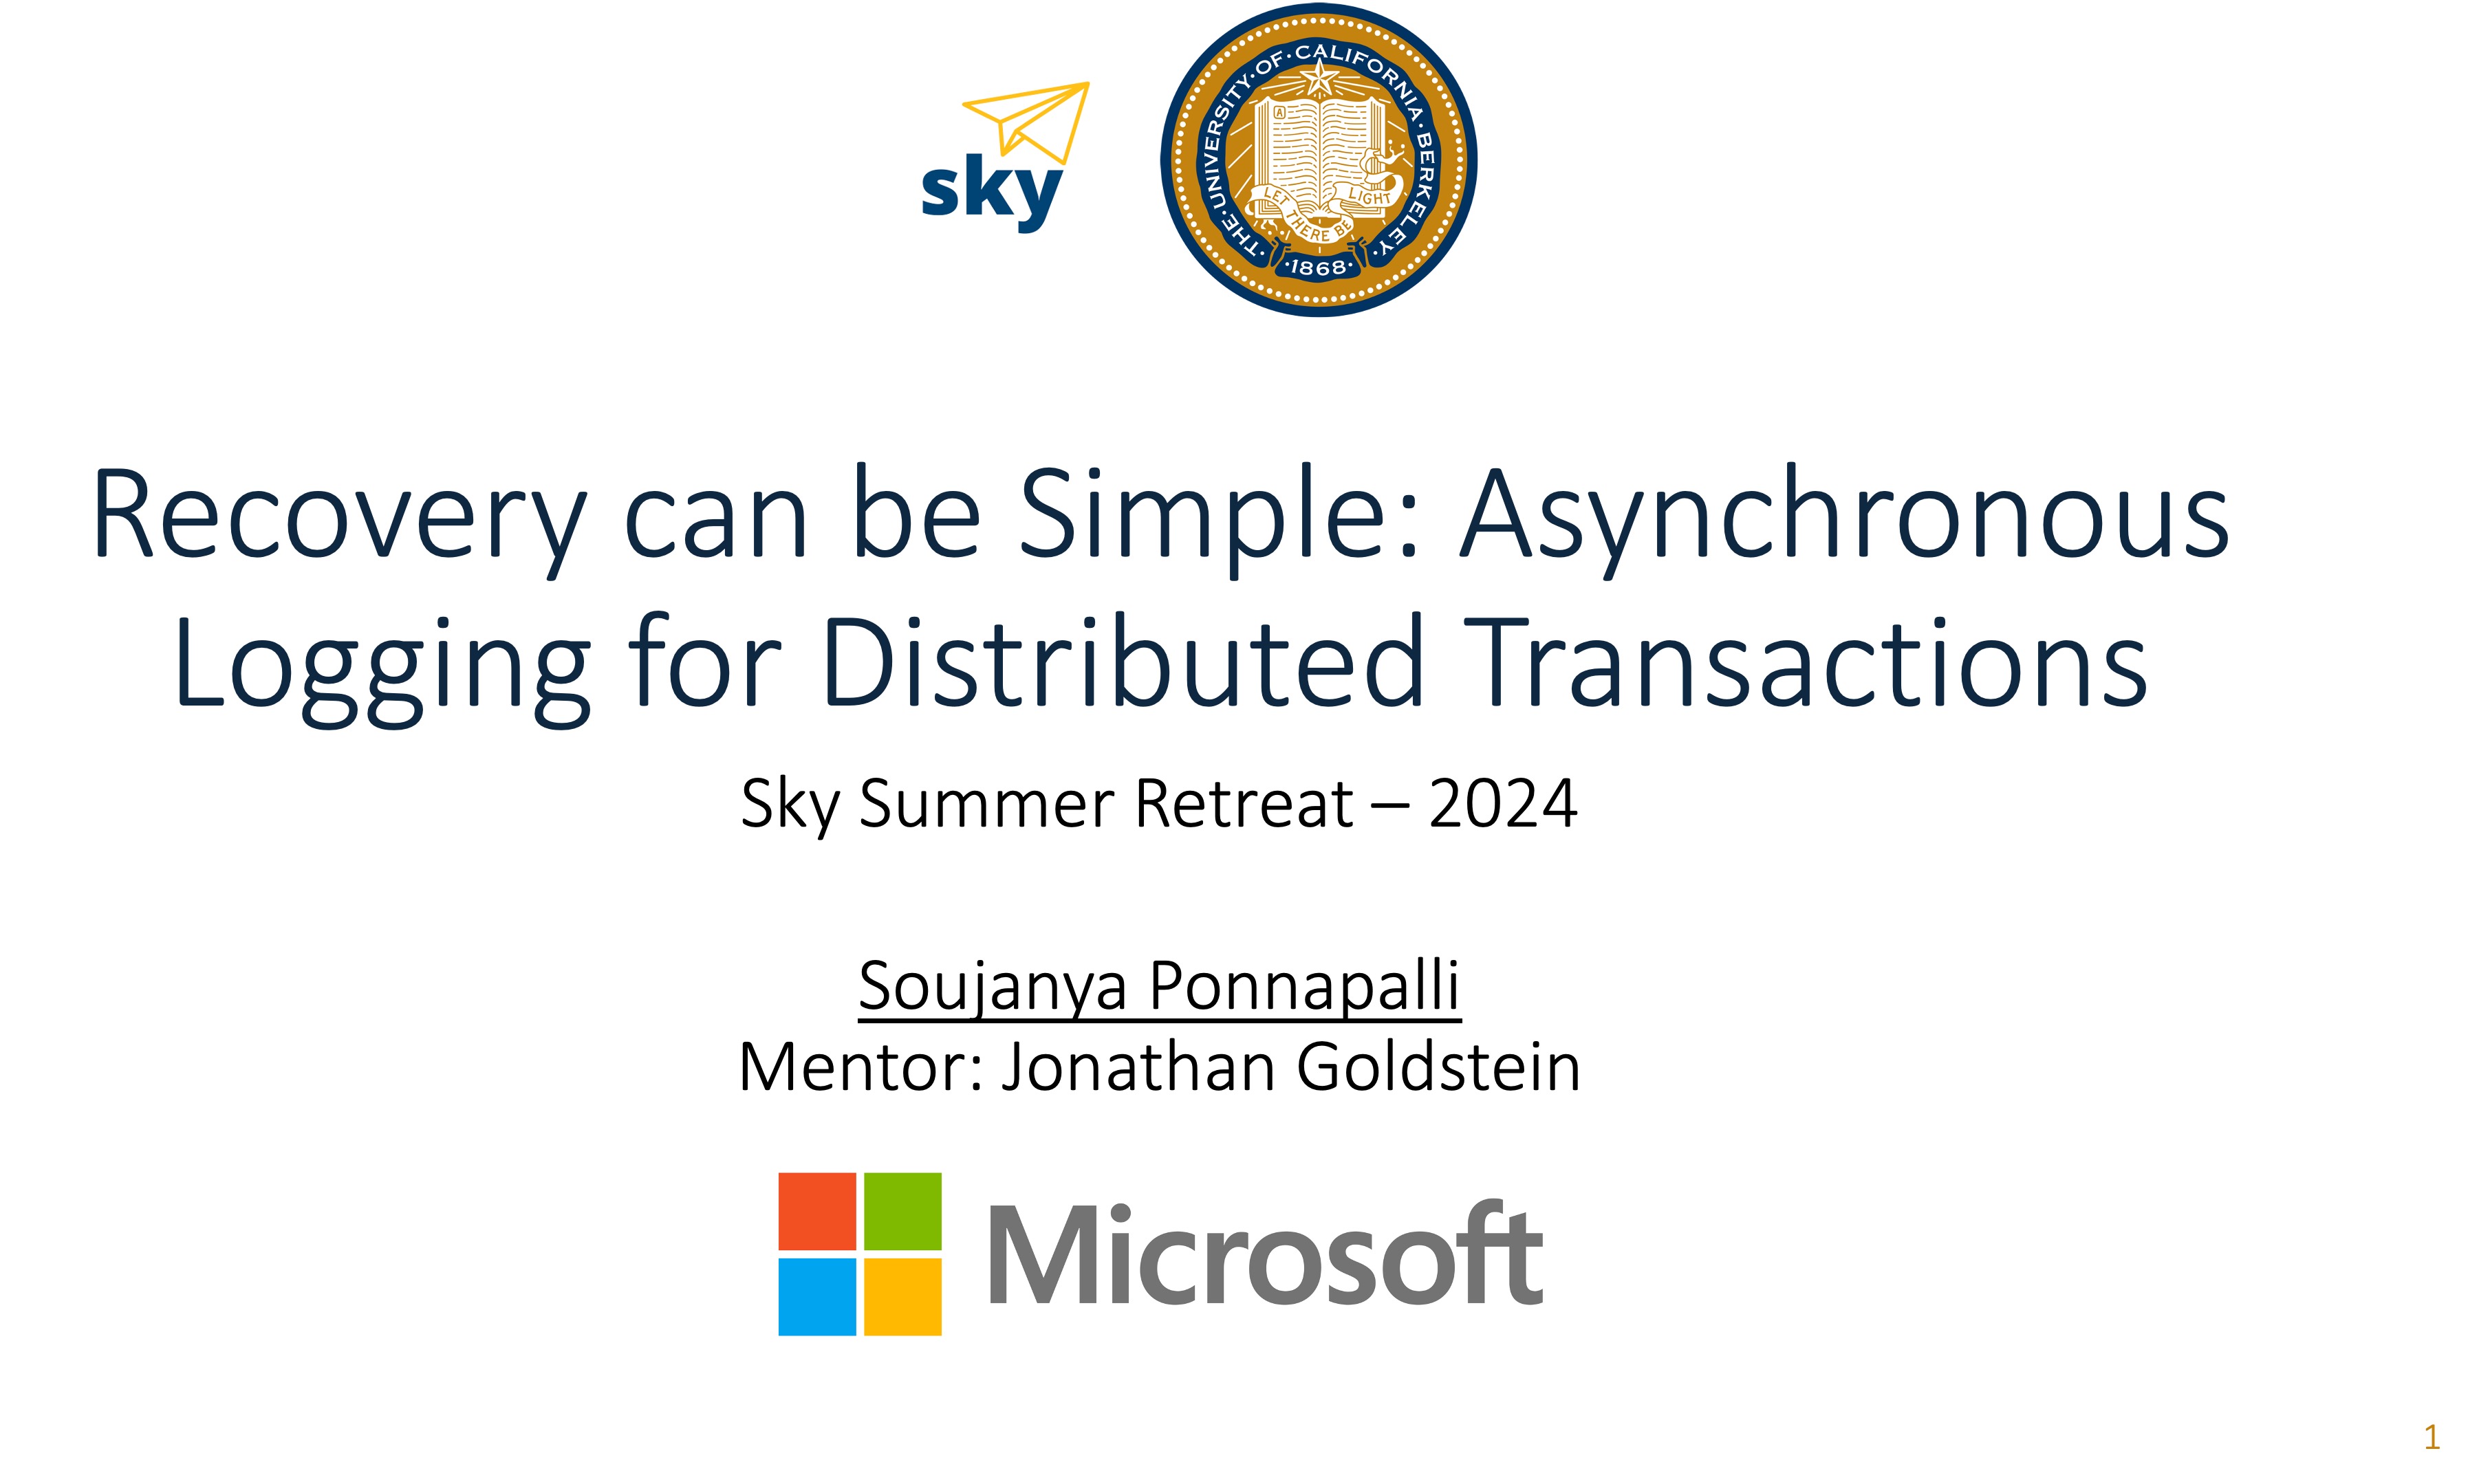 sky
·THE·UNIVERSITY·OF·CALIFORNIA·BERKELEY·
A
LET THERE BE LIGHT
·1868·
Recovery can be Simple: Asynchronous
Logging for Distributed Transactions
Sky Summer Retreat – 2024
Soujanya Ponnapalli
Mentor: Jonathan Goldstein
Microsoft
1